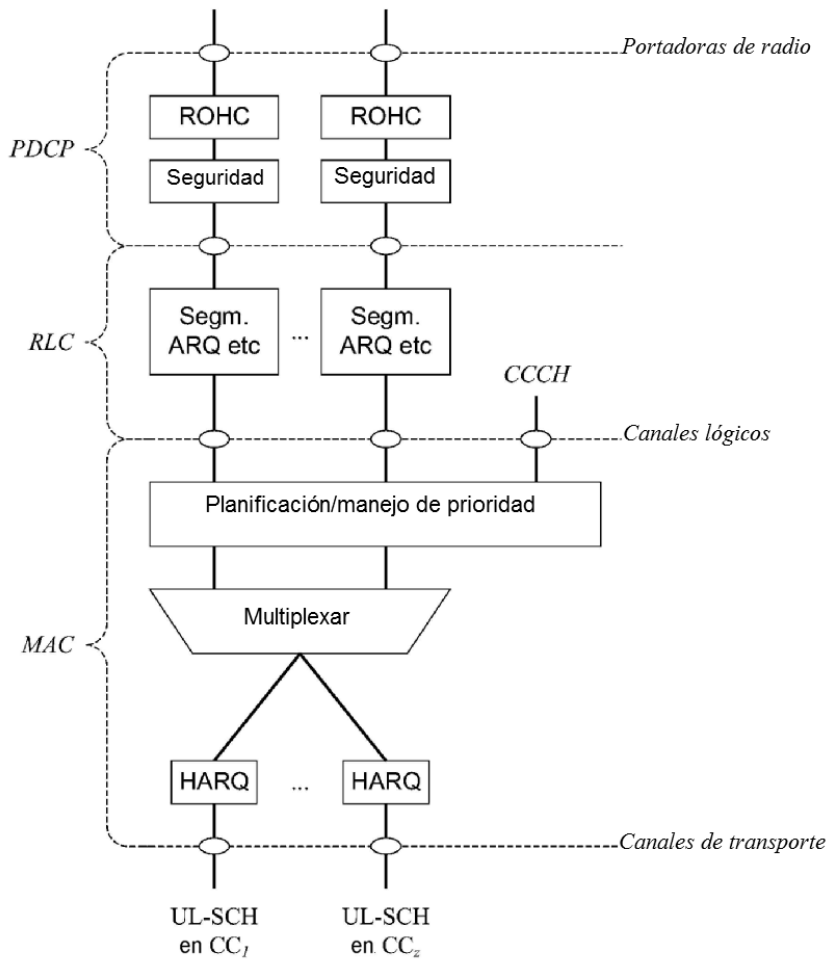 Portadoras de radio
ROHC
ROHC
PDCP
Seguridad
Seguridad
Segm.
ARQ etc
...
Segm.
ARQ etc
RLC
CCCH
Canales lógicos
Planificación/manejo de prioridad
Multiplexar
MAC
HARQ
...
HARQ
Canales de transporte
UL-SCH
en CC1
UL-SCH
en CCz